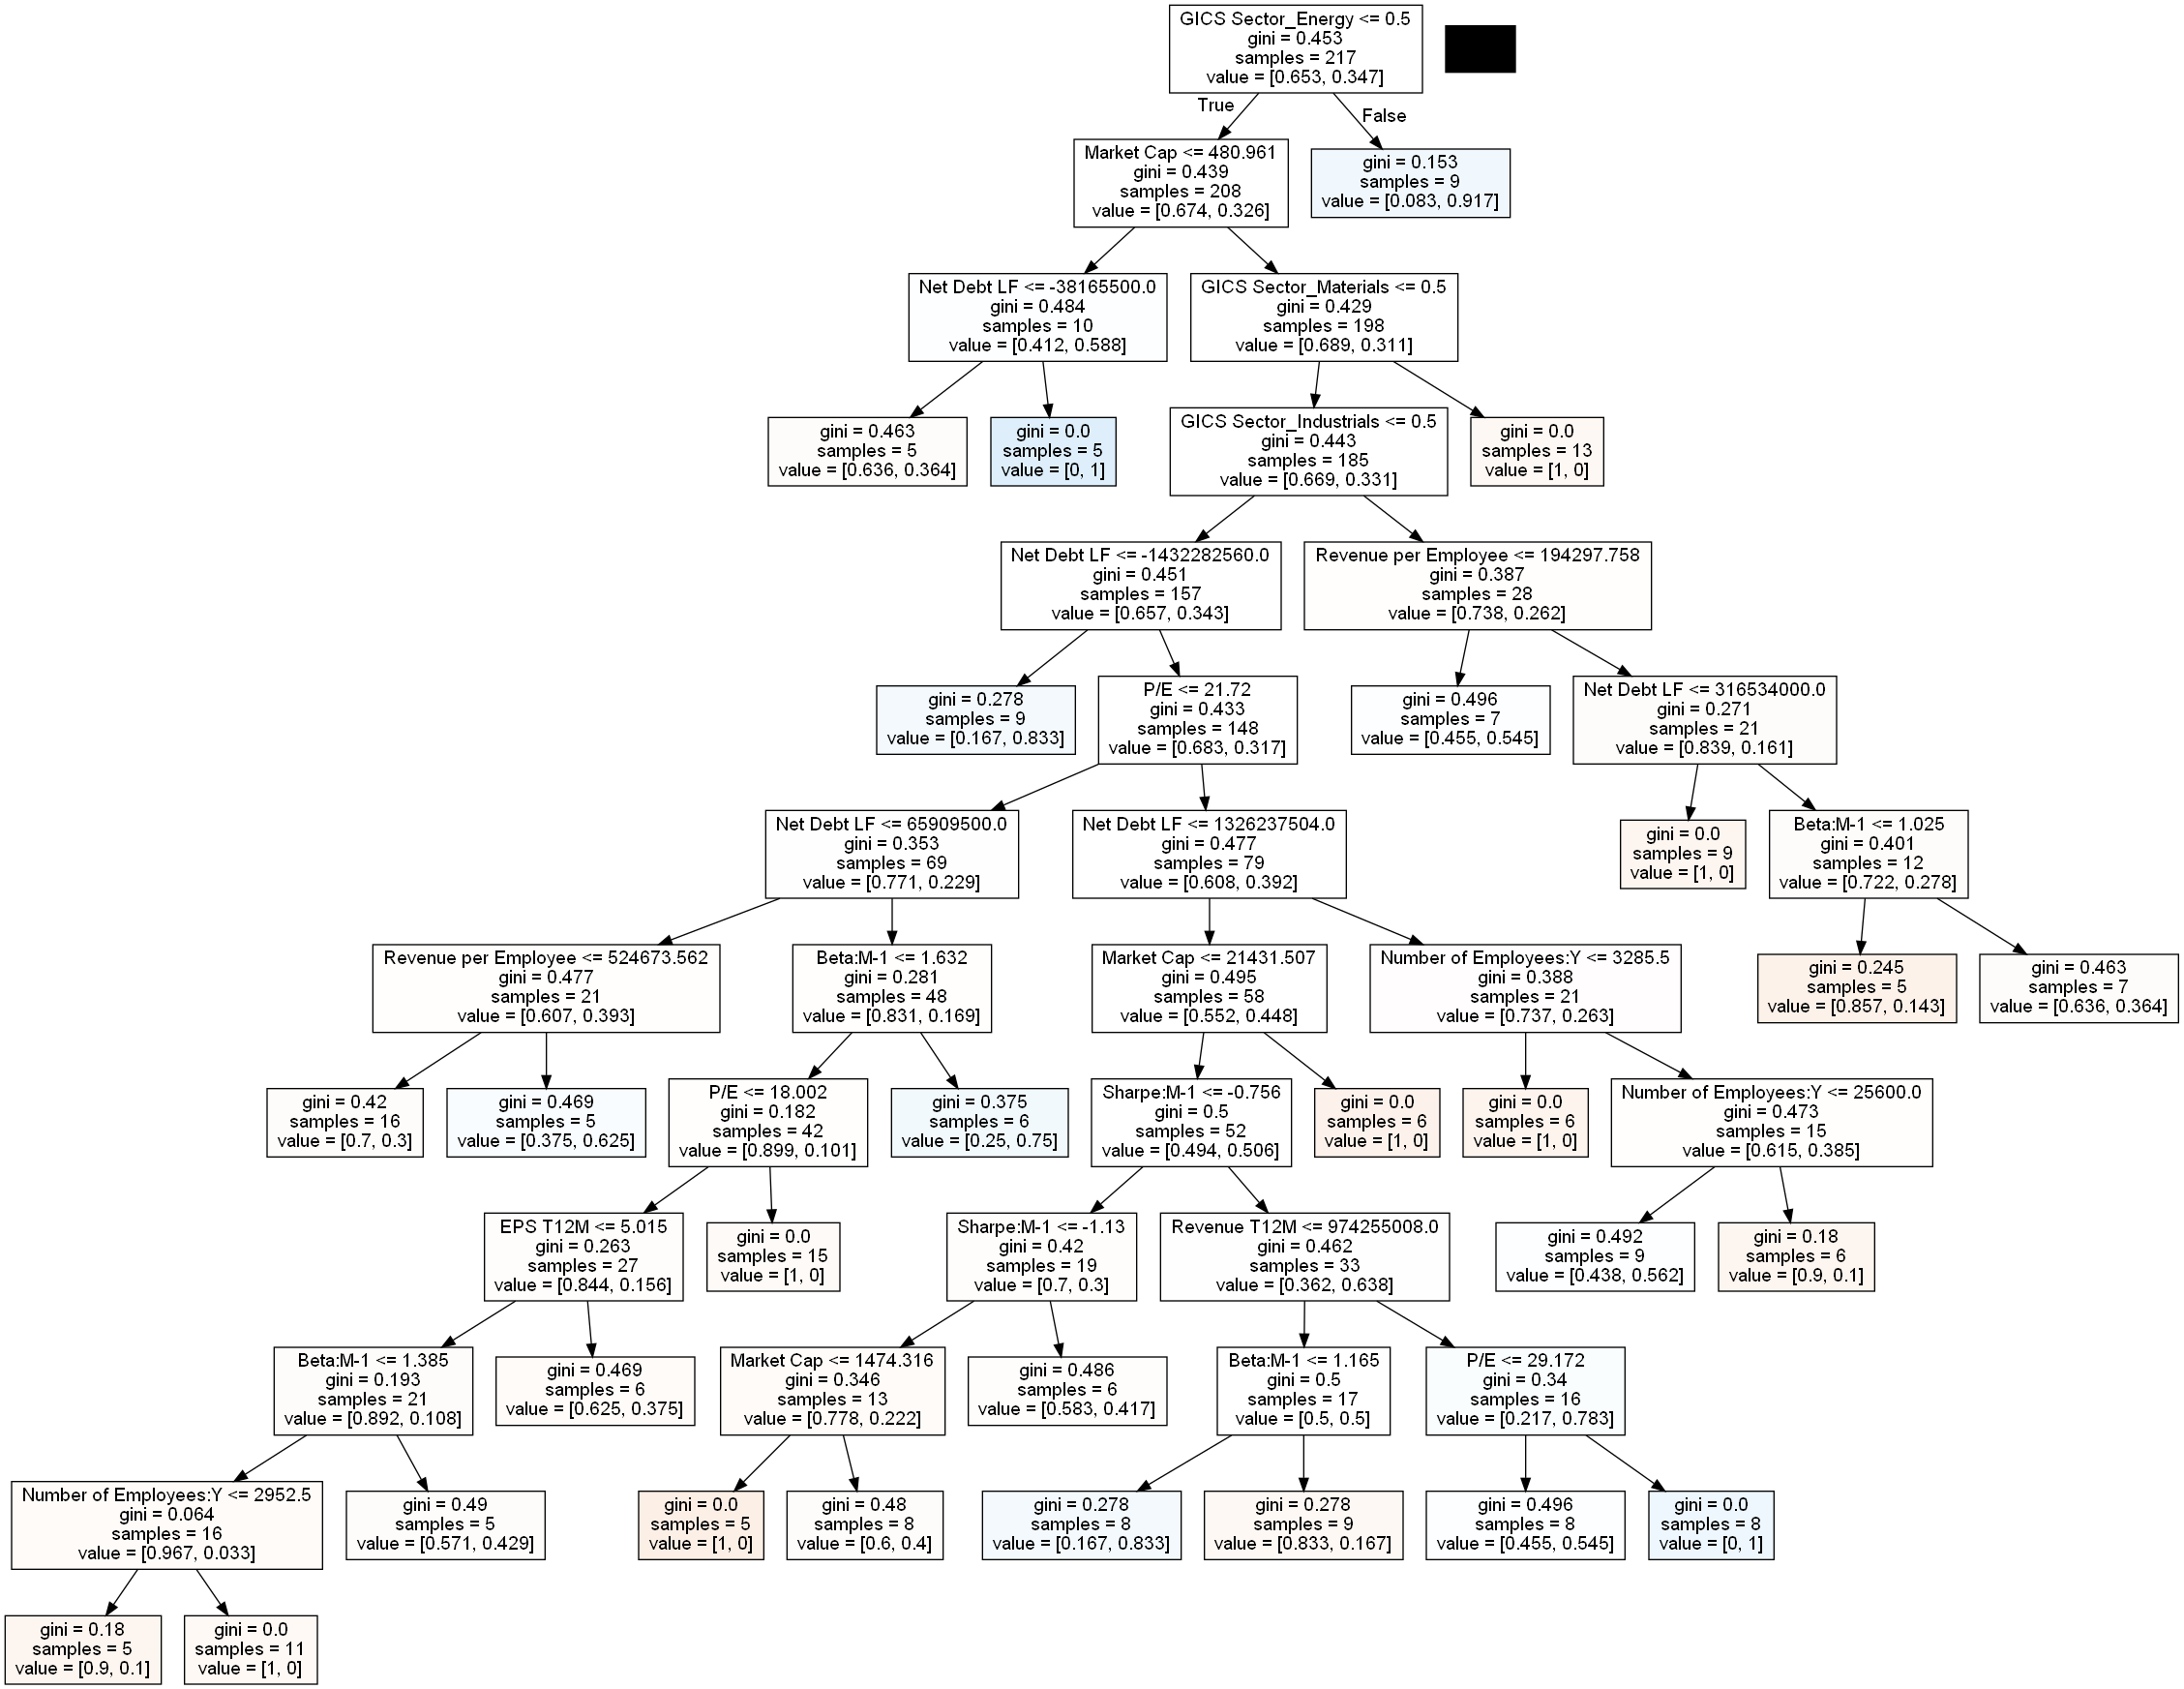 GICS Sector_Energy <= 0.5
gini = 0.453
samples = 217
value = [0.653, 0.347]
True
False
Market Cap <= 480.961
gini = 0.439
samples = 208
value = [0.674, 0.326]
gini = 0.153
samples = 9
value = [0.083, 0.917]
Net Debt LF <= -38165500.0
gini = 0.484
samples = 10
value = [0.412, 0.588]
GICS Sector_Materials <= 0.5
gini = 0.429
samples = 198
value = [0.689, 0.311]
gini = 0.463
samples = 5
value = [0.636, 0.364]
gini = 0.0
samples = 5
value = [0, 1]
GICS Sector_Industrials <= 0.5
gini = 0.443
samples = 185
value = [0.669, 0.331]
gini = 0.0
samples = 13
value = [1, 0]
Net Debt LF <= -1432282560.0
gini = 0.451
samples = 157
value = [0.657, 0.343]
Revenue per Employee <= 194297.758
gini = 0.387
samples = 28
value = [0.738, 0.262]
gini = 0.278
samples = 9
value = [0.167, 0.833]
P/E <= 21.72
gini = 0.433
samples = 148
value = [0.683, 0.317]
gini = 0.496
samples = 7
value = [0.455, 0.545]
Net Debt LF <= 316534000.0
gini = 0.271
samples = 21
value = [0.839, 0.161]
Net Debt LF <= 65909500.0
gini = 0.353
samples = 69
value = [0.771, 0.229]
Net Debt LF <= 1326237504.0
gini = 0.477
samples = 79
value = [0.608, 0.392]
gini = 0.0
samples = 9
value = [1, 0]
Beta:M-1 <= 1.025
gini = 0.401
samples = 12
value = [0.722, 0.278]
Revenue per Employee <= 524673.562
gini = 0.477
samples = 21
value = [0.607, 0.393]
Beta:M-1 <= 1.632
gini = 0.281
samples = 48
value = [0.831, 0.169]
Market Cap <= 21431.507
gini = 0.495
samples = 58
value = [0.552, 0.448]
Number of Employees:Y <= 3285.5
gini = 0.388
samples = 21
value = [0.737, 0.263]
gini = 0.245
samples = 5
value = [0.857, 0.143]
gini = 0.463
samples = 7
value = [0.636, 0.364]
gini = 0.42
samples = 16
value = [0.7, 0.3]
gini = 0.469
samples = 5
value = [0.375, 0.625]
P/E <= 18.002
gini = 0.182
samples = 42
value = [0.899, 0.101]
gini = 0.375
samples = 6
value = [0.25, 0.75]
Sharpe:M-1 <= -0.756
gini = 0.5
samples = 52
value = [0.494, 0.506]
gini = 0.0
samples = 6
value = [1, 0]
gini = 0.0
samples = 6
value = [1, 0]
Number of Employees:Y <= 25600.0
gini = 0.473
samples = 15
value = [0.615, 0.385]
EPS T12M <= 5.015
gini = 0.263
samples = 27
value = [0.844, 0.156]
gini = 0.0
samples = 15
value = [1, 0]
Sharpe:M-1 <= -1.13
gini = 0.42
samples = 19
value = [0.7, 0.3]
Revenue T12M <= 974255008.0
gini = 0.462
samples = 33
value = [0.362, 0.638]
gini = 0.492
samples = 9
value = [0.438, 0.562]
gini = 0.18
samples = 6
value = [0.9, 0.1]
Beta:M-1 <= 1.385
gini = 0.193
samples = 21
value = [0.892, 0.108]
gini = 0.469
samples = 6
value = [0.625, 0.375]
Market Cap <= 1474.316
gini = 0.346
samples = 13
value = [0.778, 0.222]
gini = 0.486
samples = 6
value = [0.583, 0.417]
Beta:M-1 <= 1.165
gini = 0.5
samples = 17
value = [0.5, 0.5]
P/E <= 29.172
gini = 0.34
samples = 16
value = [0.217, 0.783]
Number of Employees:Y <= 2952.5
gini = 0.064
samples = 16
value = [0.967, 0.033]
gini = 0.49
samples = 5
value = [0.571, 0.429]
gini = 0.0
samples = 5
value = [1, 0]
gini = 0.48
samples = 8
value = [0.6, 0.4]
gini = 0.278
samples = 8
value = [0.167, 0.833]
gini = 0.278
samples = 9
value = [0.833, 0.167]
gini = 0.496
samples = 8
value = [0.455, 0.545]
gini = 0.0
samples = 8
value = [0, 1]
gini = 0.18
samples = 5
value = [0.9, 0.1]
gini = 0.0
samples = 11
value = [1, 0]